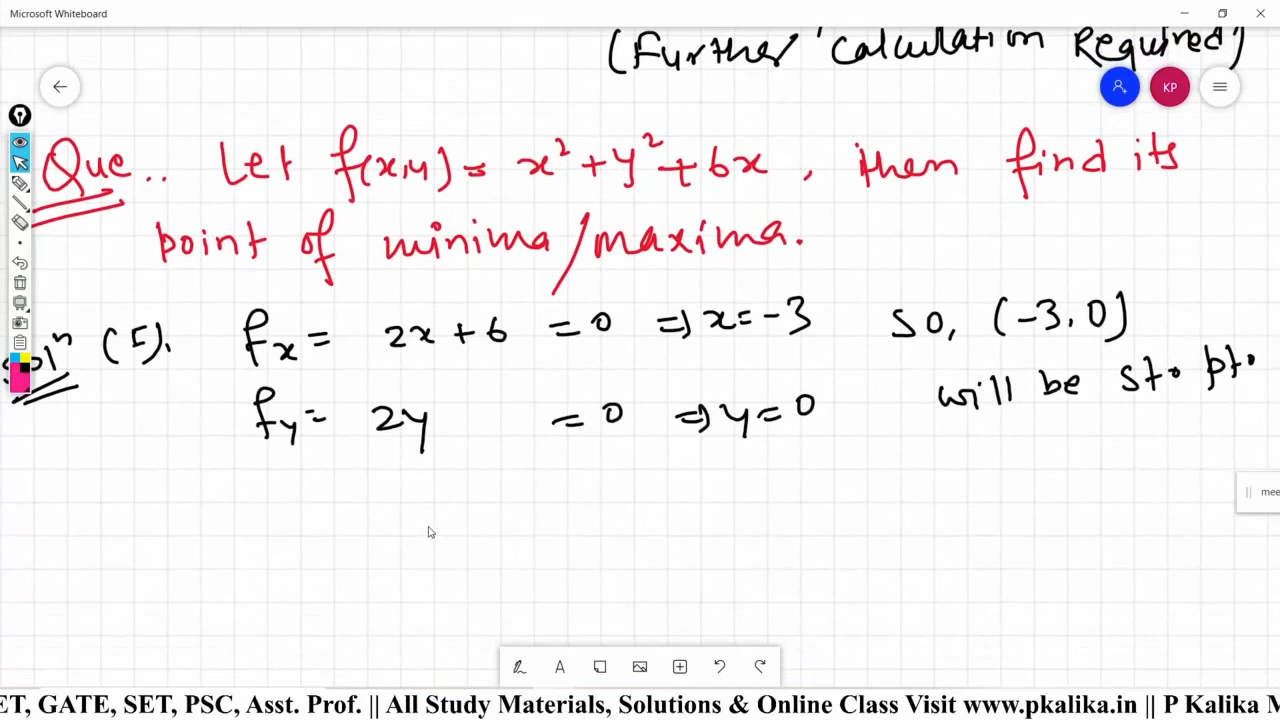 Microsoft Whiteboard
(Further Calculation Required)
KP
Que.. Let f(x,y) = x² + y² + 6x , then find its
point of minima/maxima.
Solⁿ (5). fx = 2x + 6 = 0 ⇒ x = -3 so, (-3, 0)
will be st. pt.
fy = 2y = 0 ⇒ y = 0
mee
A
ET, GATE, SET, PSC, Asst. Prof. || All Study Materials, Solutions & Online Class Visit www.pkalika.in || P Kalika M